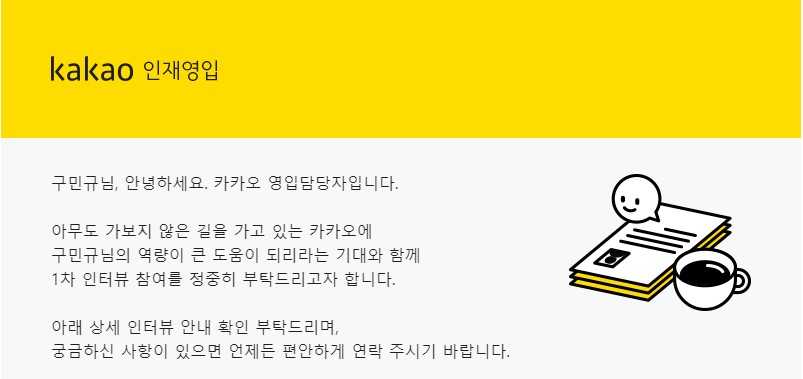 kakao 인재영입
구민규님, 안녕하세요. 카카오 영입담당자입니다.
아무도 가보지 않은 길을 가고 있는 카카오에
구민규님의 역량이 큰 도움이 되리라는 기대와 함께
1차 인터뷰 참여를 정중히 부탁드리고자 합니다.
아래 상세 인터뷰 안내 확인 부탁드리며,
궁금하신 사항이 있으면 언제든 편안하게 연락 주시기 바랍니다.